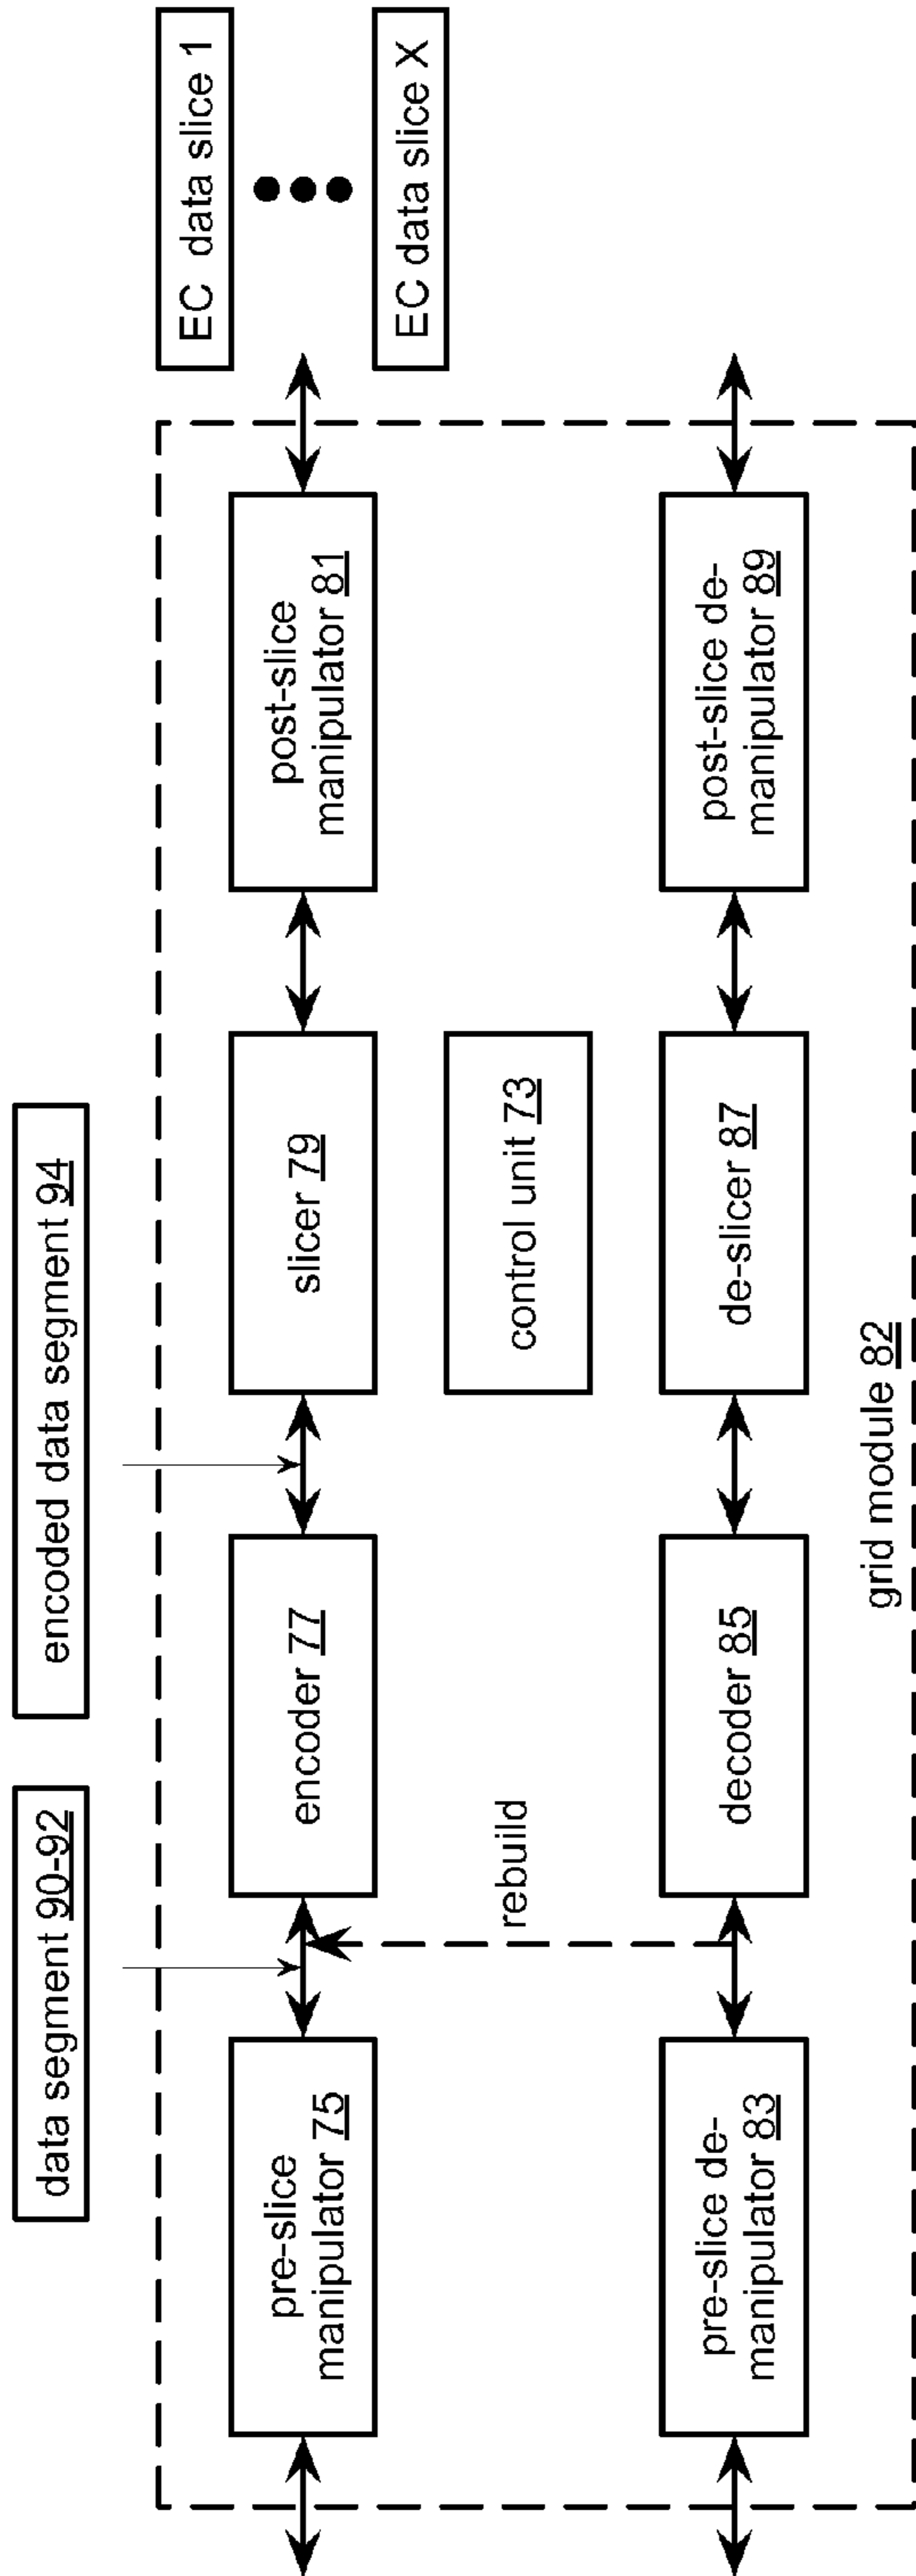 data segment 90-92
encoded data segment 94
EC data slice 1
EC data slice X
pre-slice
manipulator 75
encoder 77
slicer 79
post-slice
manipulator 81
rebuild
control unit 73
pre-slice de-
manipulator 83
decoder 85
de-slicer 87
post-slice de-
manipulator 89
grid module 82